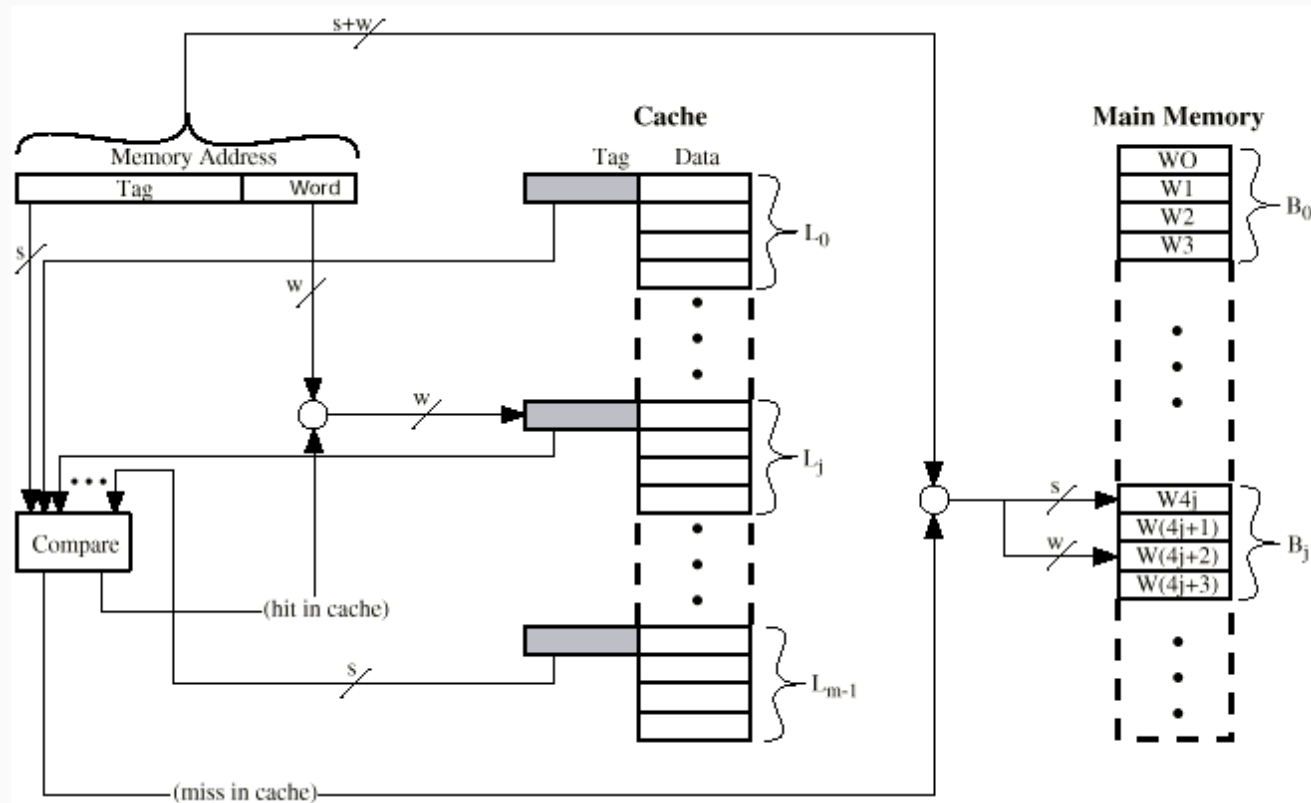 s+w
Cache
Main Memory
Memory Address
Tag Data
Tag Word
WO
W1
W2
W3
B0
L0
s
w
w
Lj
s
W4j
W(4j+1)
w
W(4j+2)
W(4j+3)
Bj
Compare
(hit in cache)
s
Lm-1
(miss in cache)